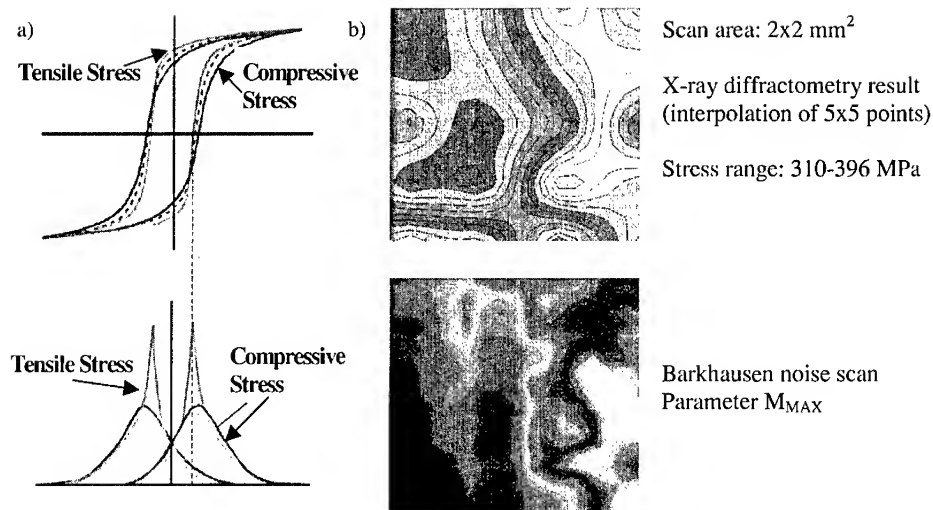 a)
Tensile Stress
Compressive
Stress
Tensile Stress
Compressive
Stress
b)
Scan area: 2x2 mm²
X-ray diffractometry result
(interpolation of 5x5 points)
Stress range: 310-396 MPa
Barkhausen noise scan
Parameter M_MAX